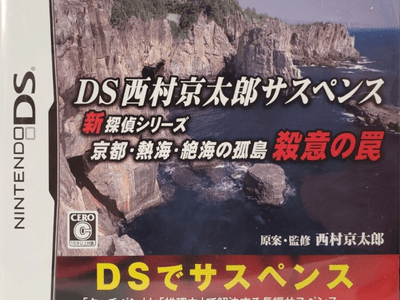 NINTENDO DS
DS西村京太郎サスペンス
新 探偵シリーズ
京都・熱海・絶海の孤島 殺意の罠
CERO
C
原案・監修 西村京太郎
DSでサスペンス